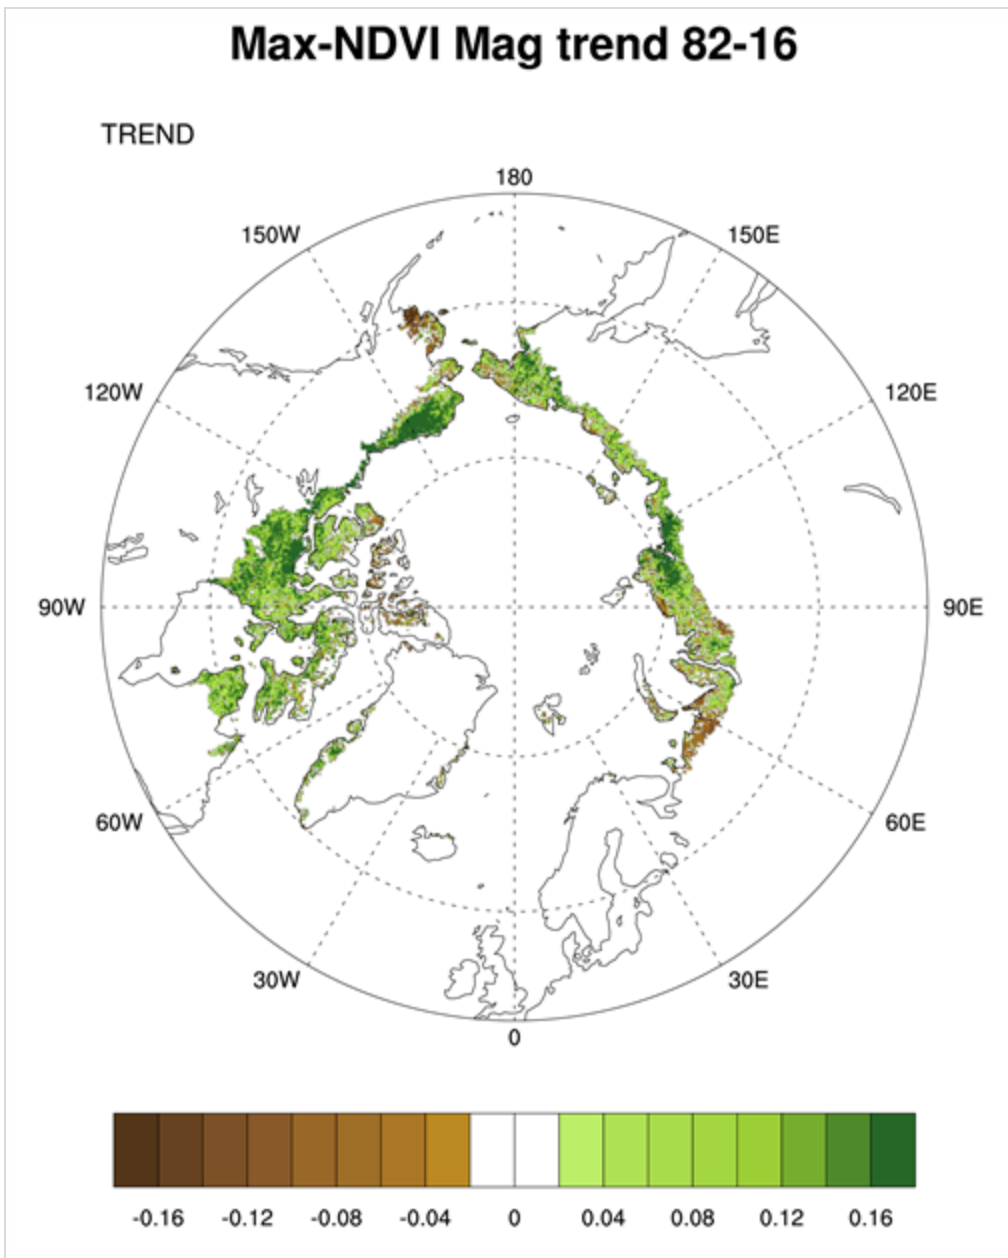 Max-NDVI Mag trend 82-16
TREND
180
150W
150E
120W
120E
90W
90E
60W
60E
30W
30E
0
-0.16 -0.12 -0.08 -0.04 0 0.04 0.08 0.12 0.16